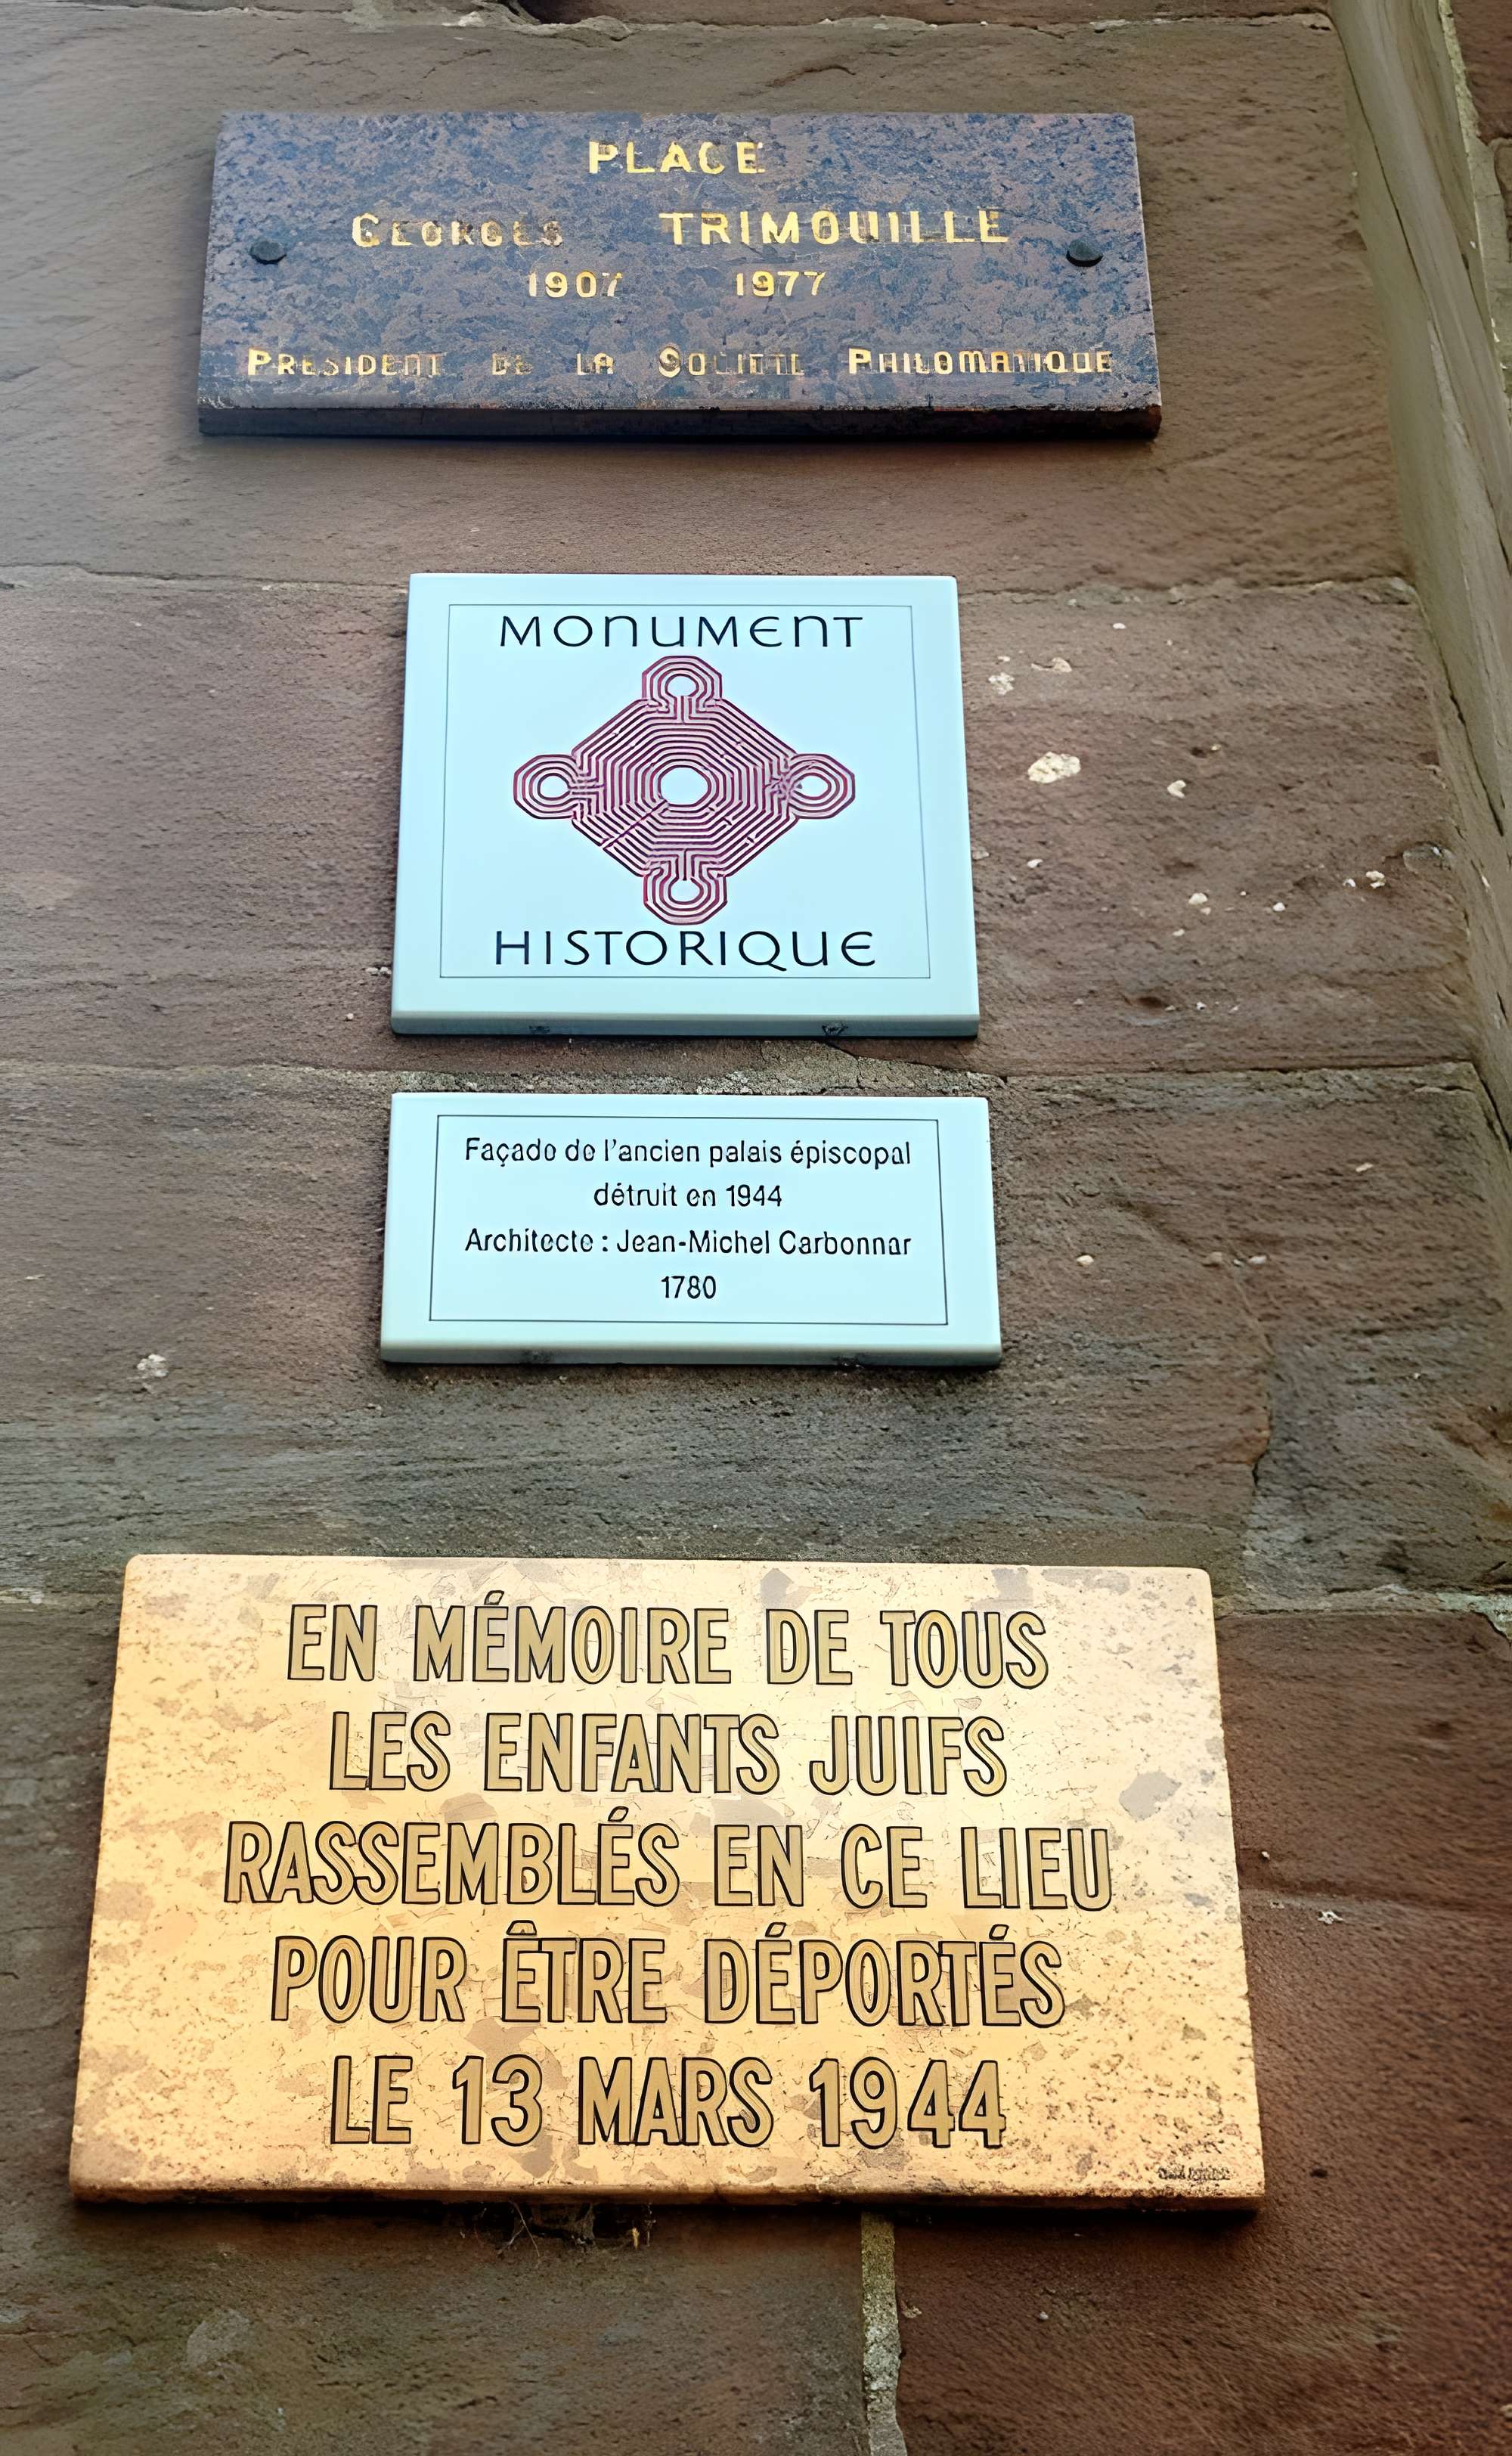 PLACE
GEORGES TRIMOUILLE
1907 1977
PRESIDENT DE LA SOCIETE PHILOMATIQUE
MONUMENT
HISTORIQUE
Façade de l'ancien palais épiscopal
détruit en 1944
Architecte : Jean-Michel Carbonnar
1780
EN MÉMOIRE DE TOUS
LES ENFANTS JUIFS
RASSEMBLÉS EN CE LIEU
POUR ÊTRE DÉPORTÉS
LE 13 MARS 1944